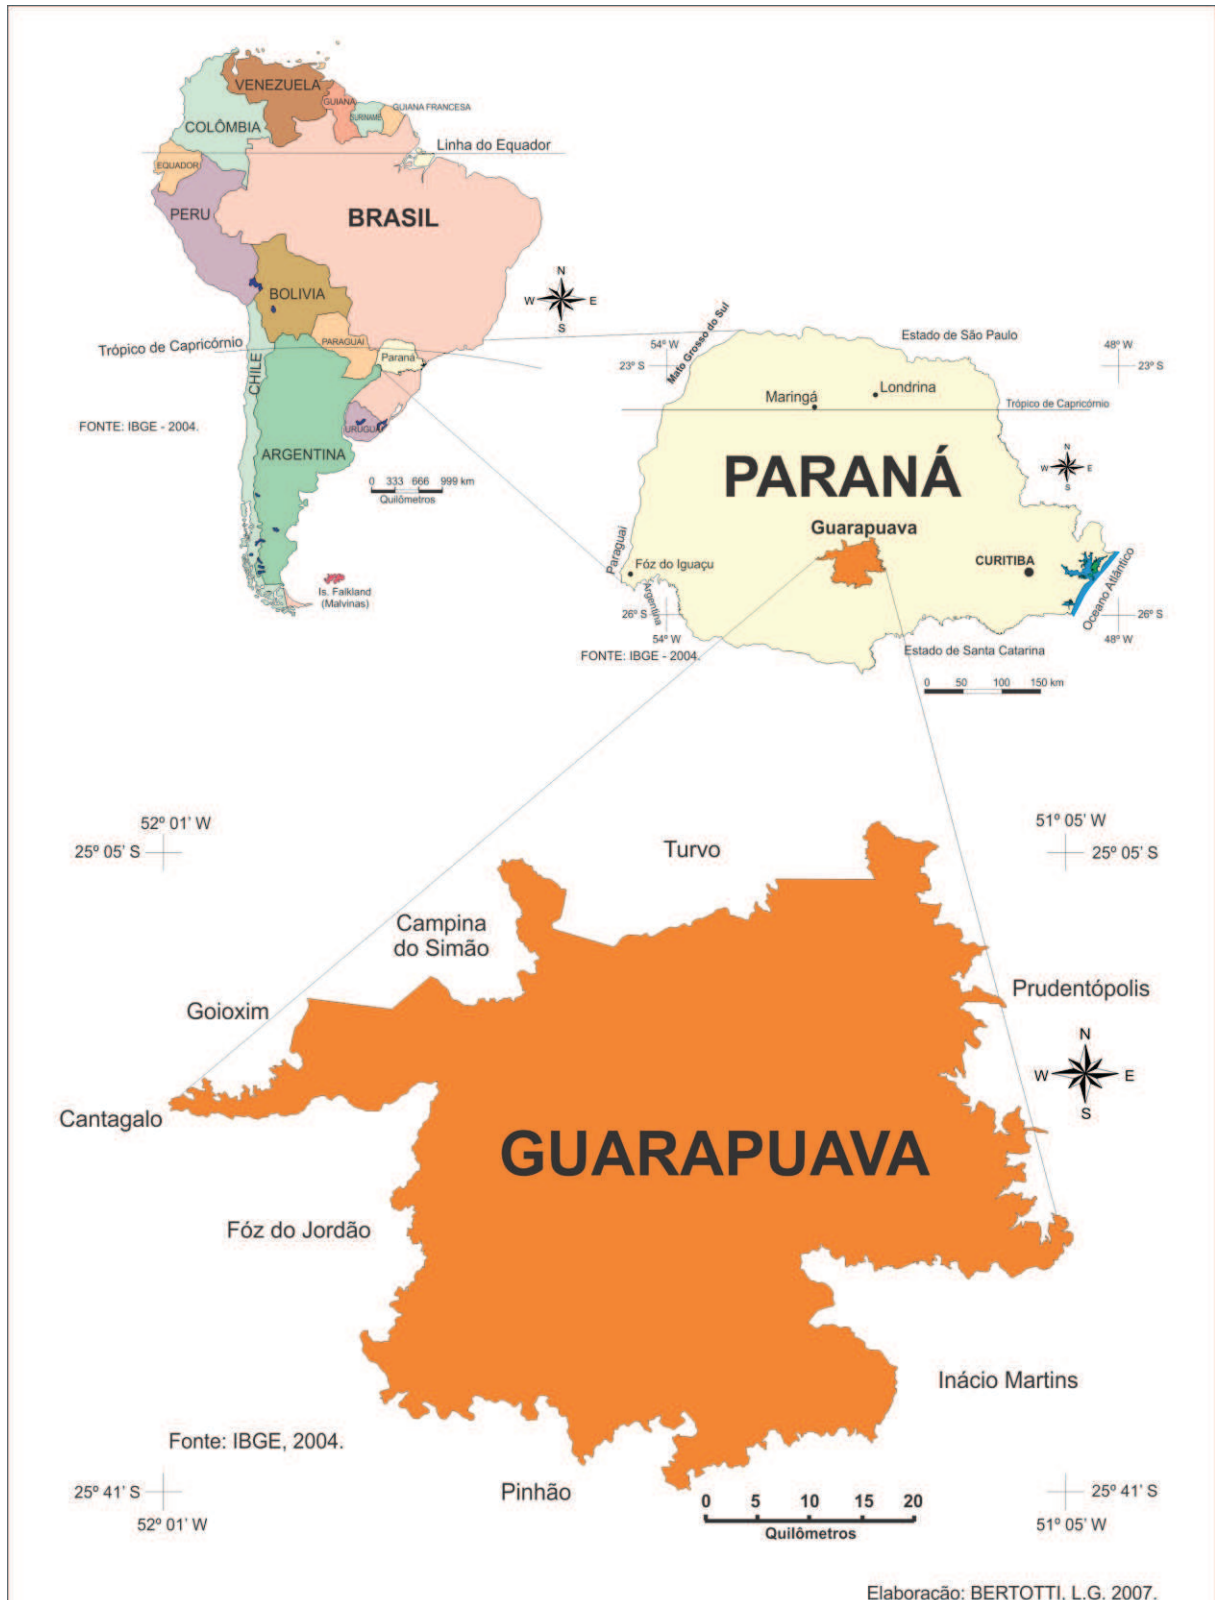 VENEZUELA
GUIANA
SURINAME
GUIANA FRANCESA
COLÔMBIA
Linha do Equador
EQUADOR
PERU
BRASIL
BOLIVIA
N
W E
S
Trópico de Capricórnio
PARAGUAI
Paraná
CHILE
FONTE: IBGE - 2004.
URUGUAI
ARGENTINA
0 333 666 999 km
Quilômetros
Is. Falkland
(Malvinas)
Mato Grosso do Sul
Estado de São Paulo
54º W
48º W
23º S
23º S
Londrina
Maringá
Trópico de Capricórnio
N
W E
S
PARANÁ
Guarapuava
Paraguai
Fóz do Iguaçu
CURITIBA
Oceano Atlântico
Argentina
26º S
26º S
54º W
48º W
FONTE: IBGE - 2004.
Estado de Santa Catarina
0 50 100 150 km
52º 01' W
51º 05' W
25º 05' S
25º 05' S
Turvo
Campina
do Simão
Goioxim
Prudentópolis
N
W E
S
Cantagalo
GUARAPUAVA
Fóz do Jordão
Inácio Martins
Fonte: IBGE, 2004.
Pinhão
25º 41' S
25º 41' S
52º 01' W
51º 05' W
0 5 10 15 20
Quilômetros
Elaboração: BERTOTTI, L.G. 2007.